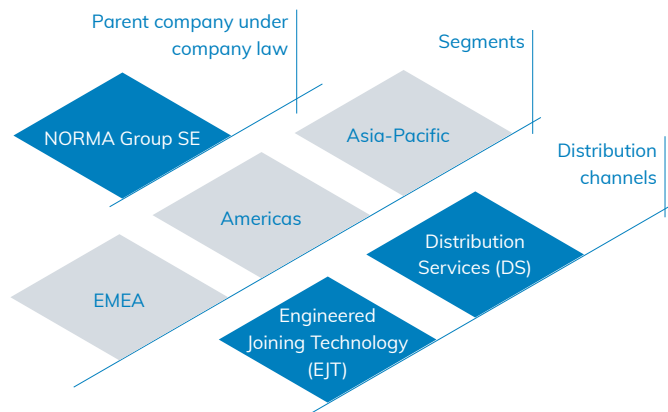 Parent company under
company law
Segments
Distribution
channels
NORMA Group SE
Asia-Pacific
Americas
EMEA
Distribution
Services (DS)
Engineered
Joining Technology
(EJT)